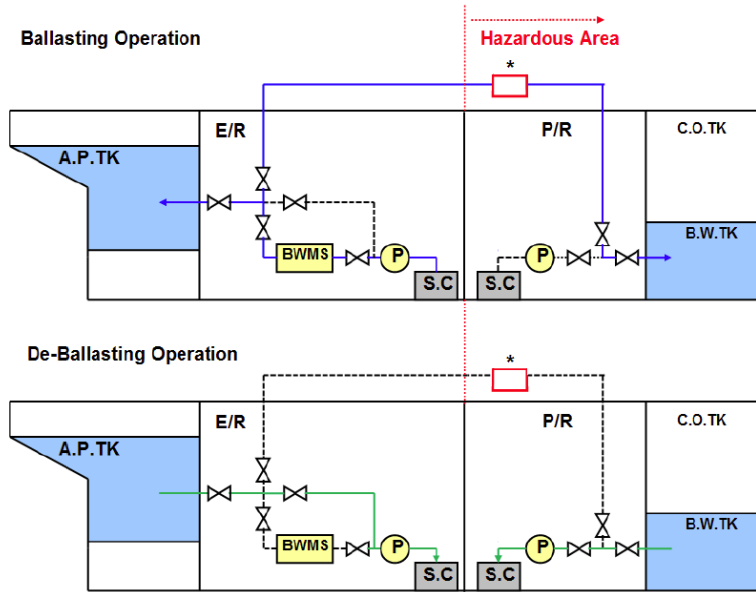 Ballasting Operation
Hazardous Area
*
E/R
P/R
C.O.TK
A.P.TK
B.W.TK
BWMS
P
P
S.C
S.C
De-Ballasting Operation
*
E/R
P/R
C.O.TK
A.P.TK
B.W.TK
BWMS
P
P
S.C
S.C